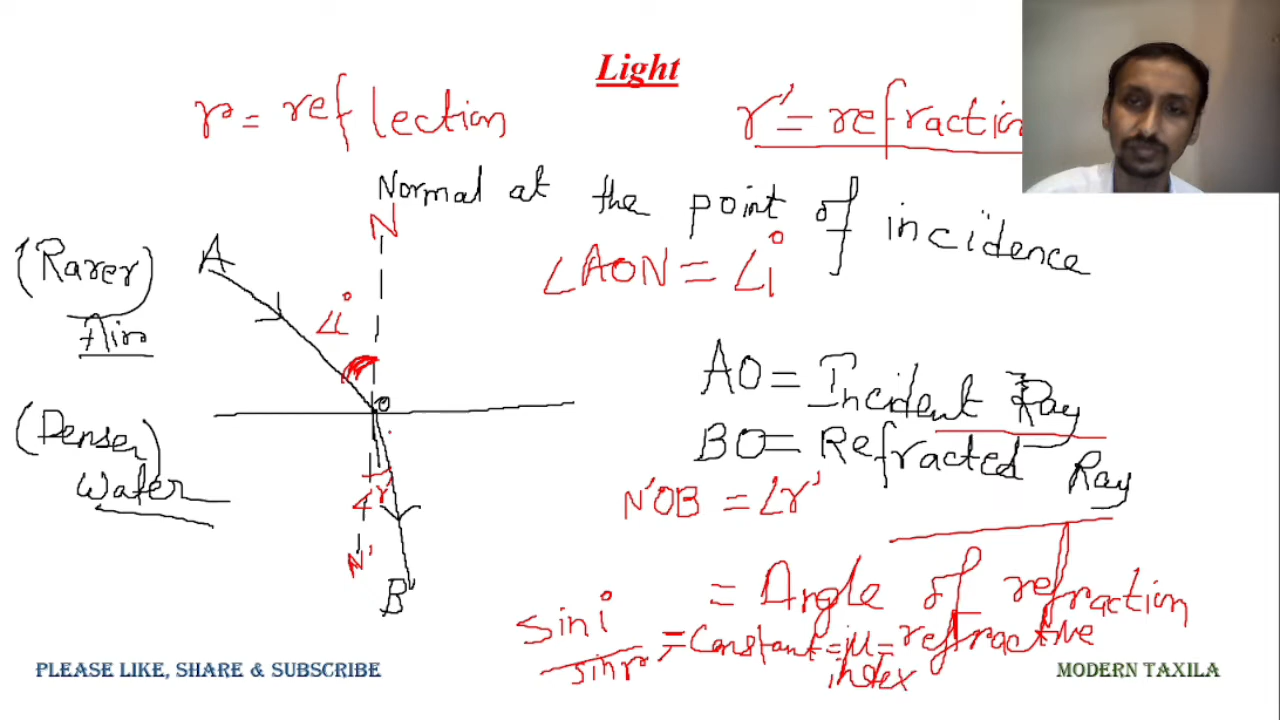 Light
r = reflection
r' = refraction
Normal at the point of incidence
N
∠AON = ∠i
(Rarer)
Air
A
∠i
O
AO = Incident Ray
BO = Refracted Ray
(Denser)
Water
∠r'
N'
B
N'OB = ∠r'
= Angle of refraction
sin i / sin r' = Constant = μ = refractive index
PLEASE LIKE, SHARE & SUBSCRIBE
MODERN TAXILA